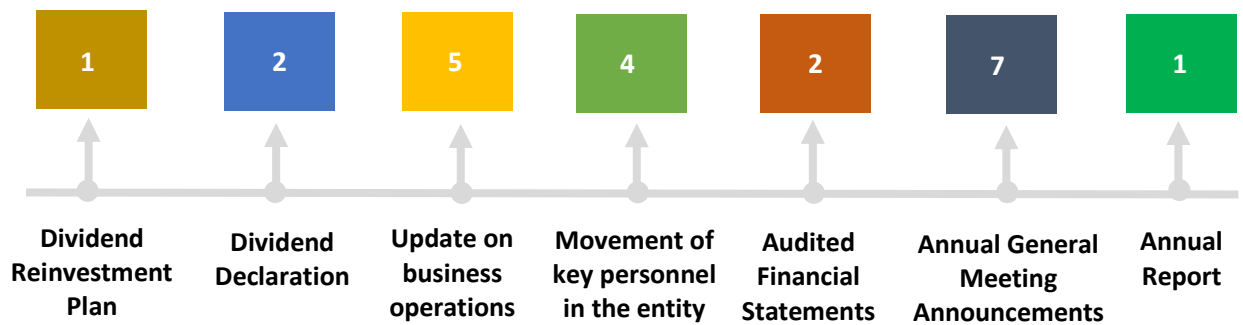 1
2
5
4
2
7
1
Dividend
Reinvestment
Plan
Dividend
Declaration
Update on
business
operations
Movement of
key personnel
in the entity
Audited
Financial
Statements
Annual General
Meeting
Announcements
Annual
Report